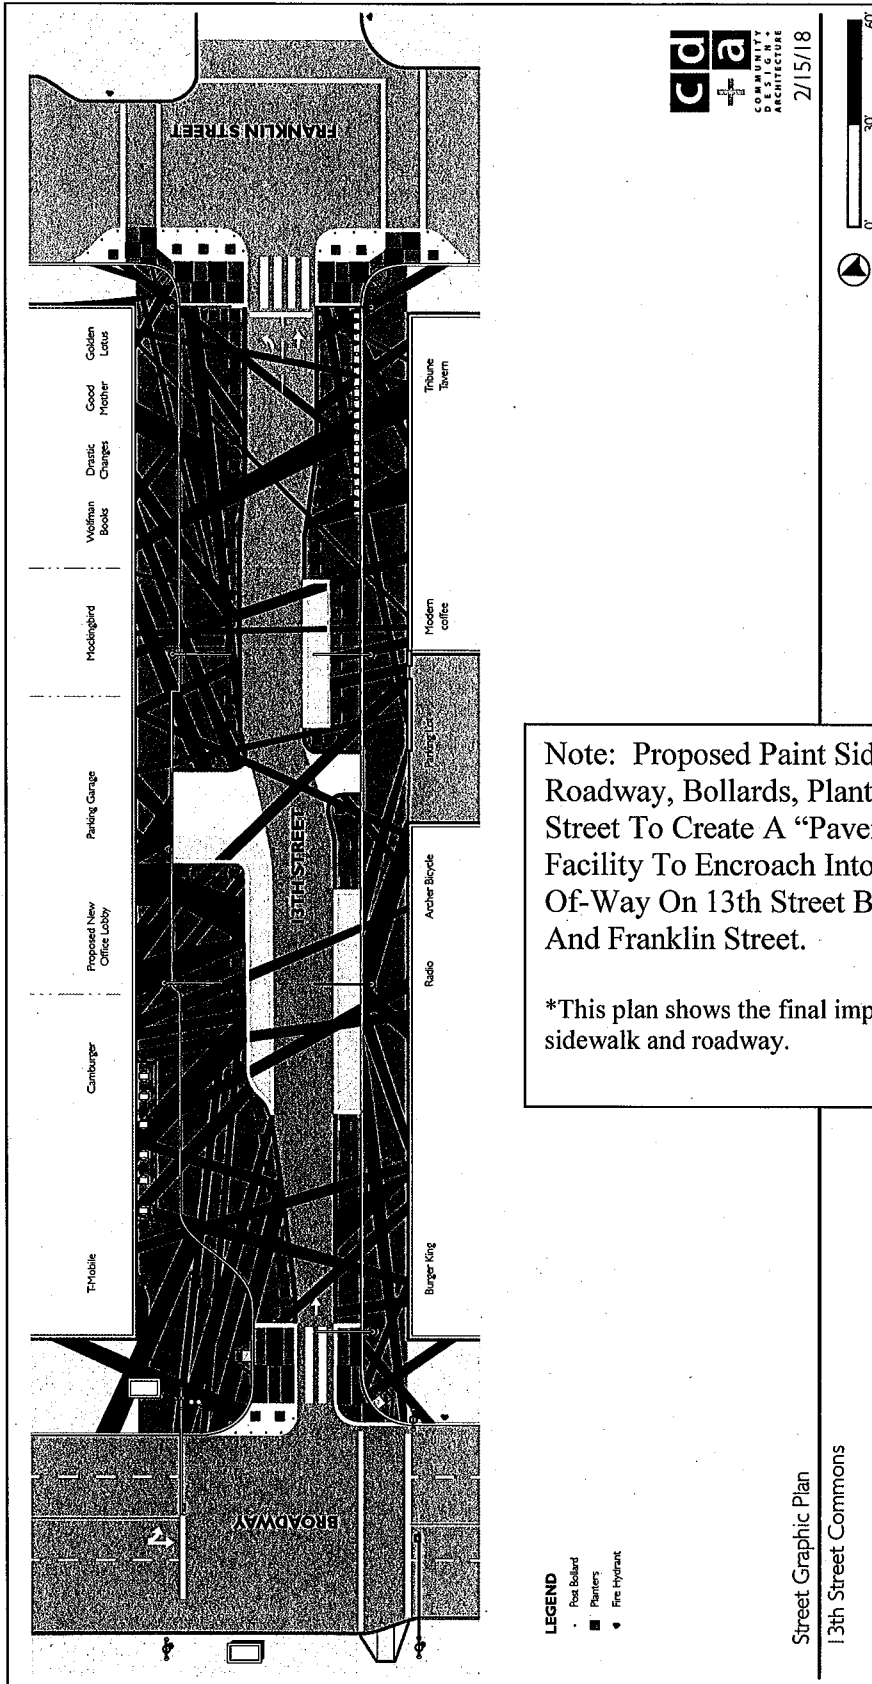 FRANKLIN STREET
Golden
Lotus
Good
Mother
Drastic
Changes
Wolfman
Books
Mockingbird
Parking Garage
Proposed New
Office Lobby
Camburger
T-Mobile
13TH STREET
Tribune
Tavern
Modern
coffee
Archer Bicycle
Radio
Burger King
BROADWAY
LEGEND
Post Bollard
Planters
Fire Hydrant
cd+a
COMMUNITY
DESIGN +
ARCHITECTURE
2/15/18
0' 30' 60'
Note: Proposed Paint Sid
Roadway, Bollards, Plant
Street To Create A “Paver
Facility To Encroach Into
Of-Way On 13th Street B
And Franklin Street.
*This plan shows the final imp
sidewalk and roadway.
Street Graphic Plan
13th Street Commons